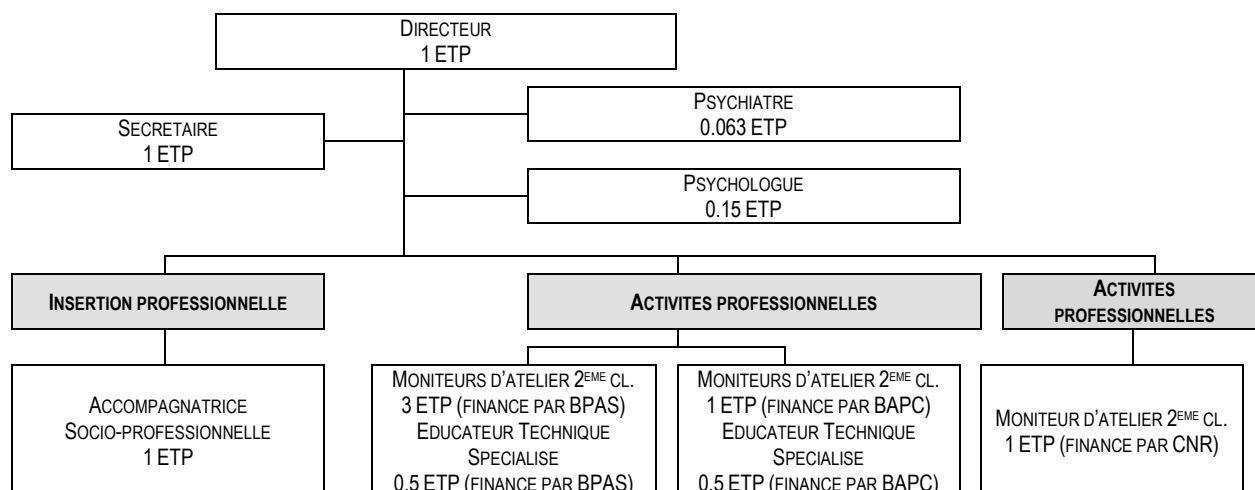 DIRECTEUR
1 ETP
PSYCHIATRE
0.063 ETP
SECRETAIRE
1 ETP
PSYCHOLOGUE
0.15 ETP
INSERTION PROFESSIONNELLE
ACTIVITES PROFESSIONNELLES
ACTIVITES
PROFESSIONNELLES
ACCOMPAGNATRICE
SOCIO-PROFESSIONNELLE
1 ETP
MONITEURS D'ATELIER 2EME CL.
3 ETP (FINANCE PAR BPAS)
EDUCATEUR TECHNIQUE
SPECIALISE
0.5 ETP (FINANCE PAR BPAS)
MONITEURS D'ATELIER 2EME CL.
1 ETP (FINANCE PAR BAPC)
EDUCATEUR TECHNIQUE
SPECIALISE
0.5 ETP (FINANCE PAR BAPC)
MONITEUR D'ATELIER 2EME CL.
1 ETP (FINANCE PAR CNR)